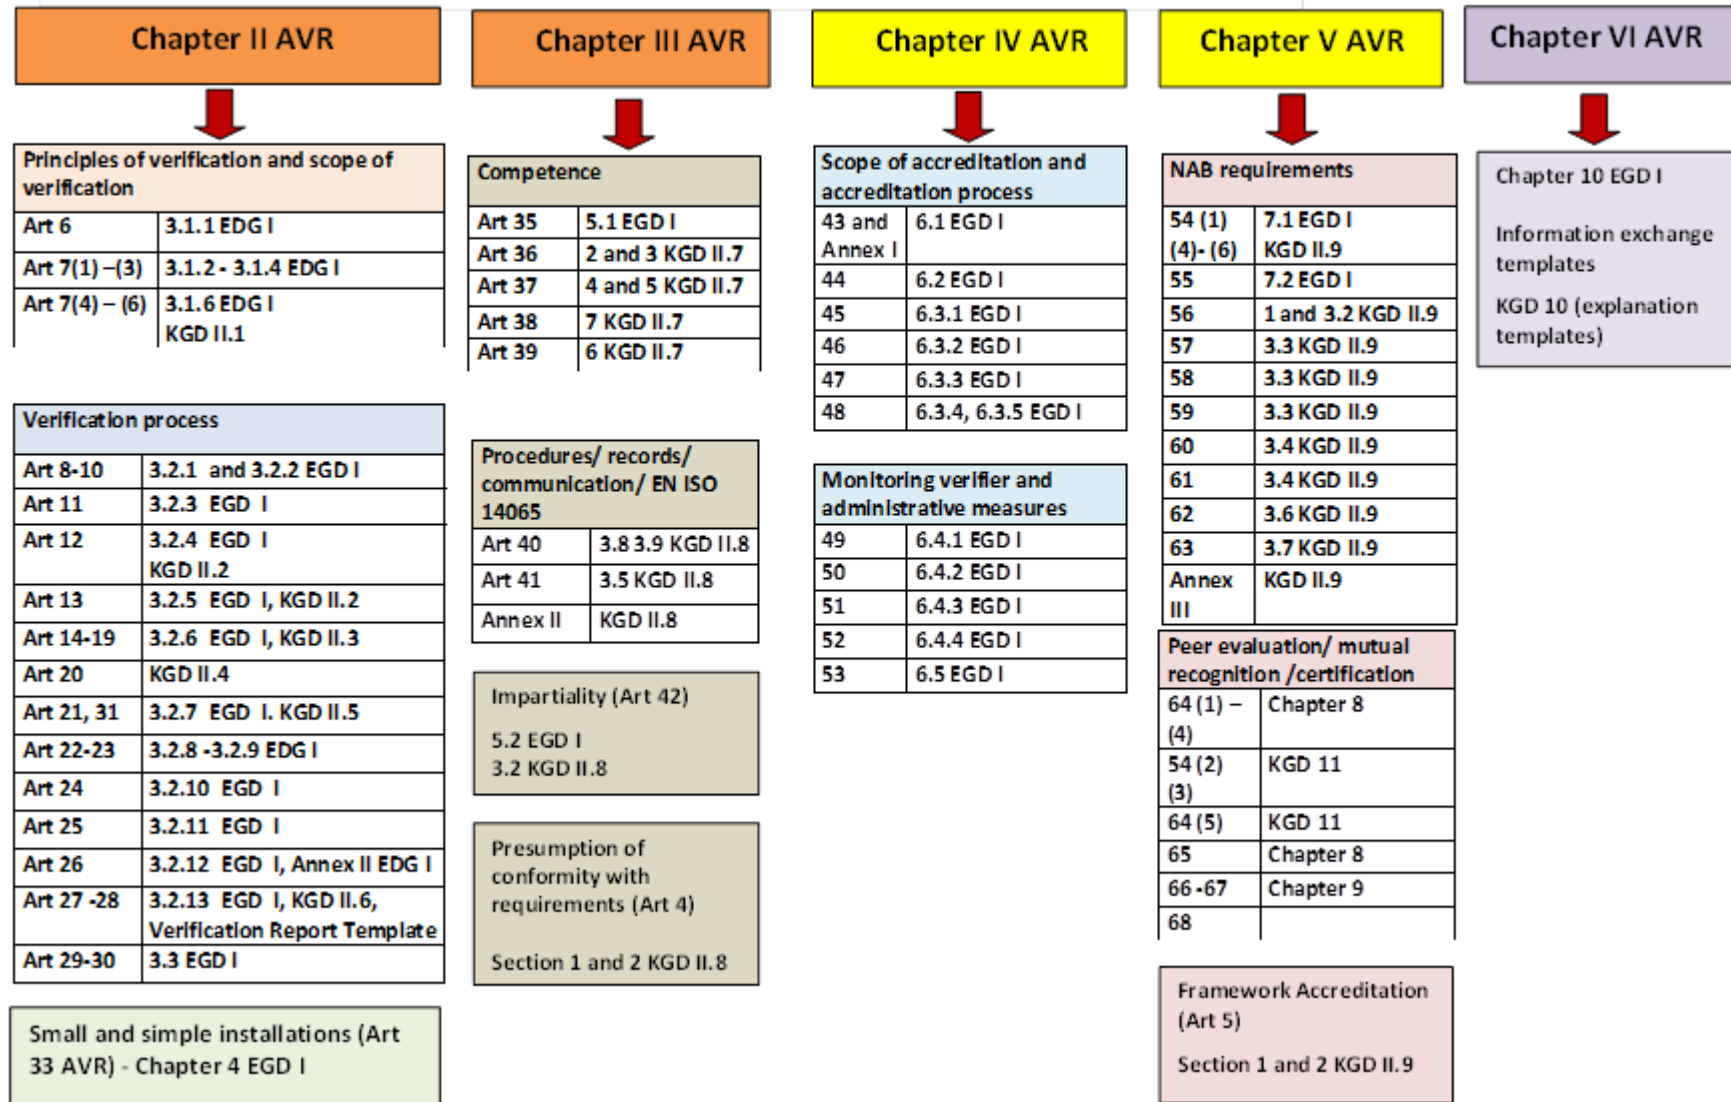 Chapter II AVR
Principles of verification and scope of
verification
Art 6 3.1.1 EDG I
Art 7(1) –(3) 3.1.2 - 3.1.4 EDG I
Art 7(4) – (6) 3.1.6 EDG I
KGD II.1
Verification process
Art 8-10 3.2.1 and 3.2.2 EGD I
Art 11 3.2.3 EGD I
Art 12 3.2.4 EGD I
KGD II.2
Art 13 3.2.5 EGD I, KGD II.2
Art 14-19 3.2.6 EGD I, KGD II.3
Art 20 KGD II.4
Art 21, 31 3.2.7 EGD I. KGD II.5
Art 22-23 3.2.8 -3.2.9 EDG I
Art 24 3.2.10 EGD I
Art 25 3.2.11 EGD I
Art 26 3.2.12 EGD I, Annex II EDG I
Art 27 -28 3.2.13 EGD I, KGD II.6,
Verification Report Template
Art 29-30 3.3 EGD I
Small and simple installations (Art
33 AVR) - Chapter 4 EGD I
Chapter III AVR
Competence
Art 35 5.1 EGD I
Art 36 2 and 3 KGD II.7
Art 37 4 and 5 KGD II.7
Art 38 7 KGD II.7
Art 39 6 KGD II.7
Procedures/ records/
communication/ EN ISO
14065
Art 40 3.8 3.9 KGD II.8
Art 41 3.5 KGD II.8
Annex II KGD II.8
Impartiality (Art 42)
5.2 EGD I
3.2 KGD II.8
Presumption of
conformity with
requirements (Art 4)
Section 1 and 2 KGD II.8
Chapter IV AVR
Scope of accreditation and
accreditation process
43 and 6.1 EGD I
Annex I
44 6.2 EGD I
45 6.3.1 EGD I
46 6.3.2 EGD I
47 6.3.3 EGD I
48 6.3.4, 6.3.5 EGD I
Monitoring verifier and
administrative measures
49 6.4.1 EGD I
50 6.4.2 EGD I
51 6.4.3 EGD I
52 6.4.4 EGD I
53 6.5 EGD I
Chapter V AVR
NAB requirements
54 (1) 7.1 EGD I
(4)- (6) KGD II.9
55 7.2 EGD I
56 1 and 3.2 KGD II.9
57 3.3 KGD II.9
58 3.3 KGD II.9
59 3.3 KGD II.9
60 3.4 KGD II.9
61 3.4 KGD II.9
62 3.6 KGD II.9
63 3.7 KGD II.9
Annex KGD II.9
III
Peer evaluation/ mutual
recognition /certification
64 (1) – Chapter 8
(4)
54 (2) KGD 11
(3)
64 (5) KGD 11
65 Chapter 8
66 -67 Chapter 9
68
Framework Accreditation
(Art 5)
Section 1 and 2 KGD II.9
Chapter VI AVR
Chapter 10 EGD I
Information exchange
templates
KGD 10 (explanation
templates)